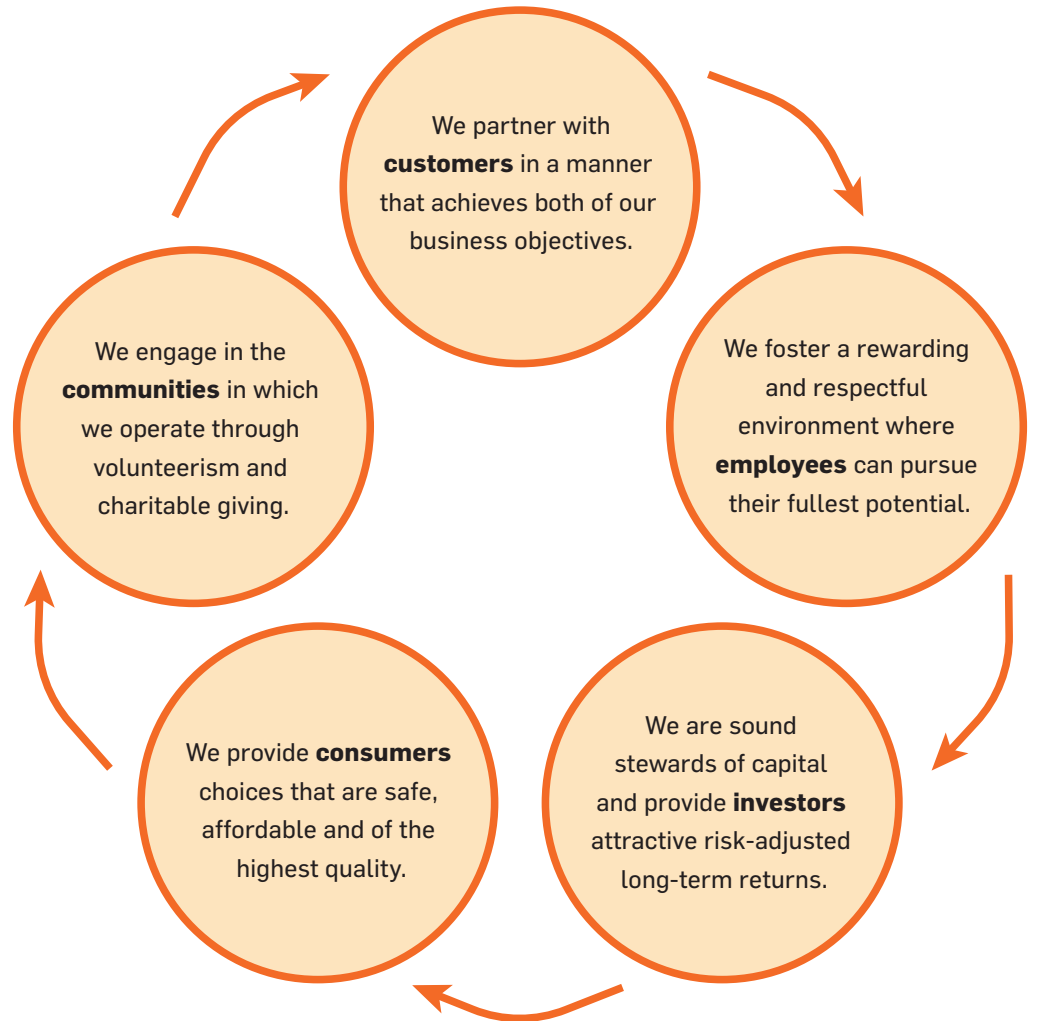 We partner with
customers in a manner
that achieves both of our
business objectives.
We foster a rewarding
and respectful
environment where
employees can pursue
their fullest potential.
We are sound
stewards of capital
and provide investors
attractive risk-adjusted
long-term returns.
We provide consumers
choices that are safe,
affordable and of the
highest quality.
We engage in the
communities in which
we operate through
volunteerism and
charitable giving.